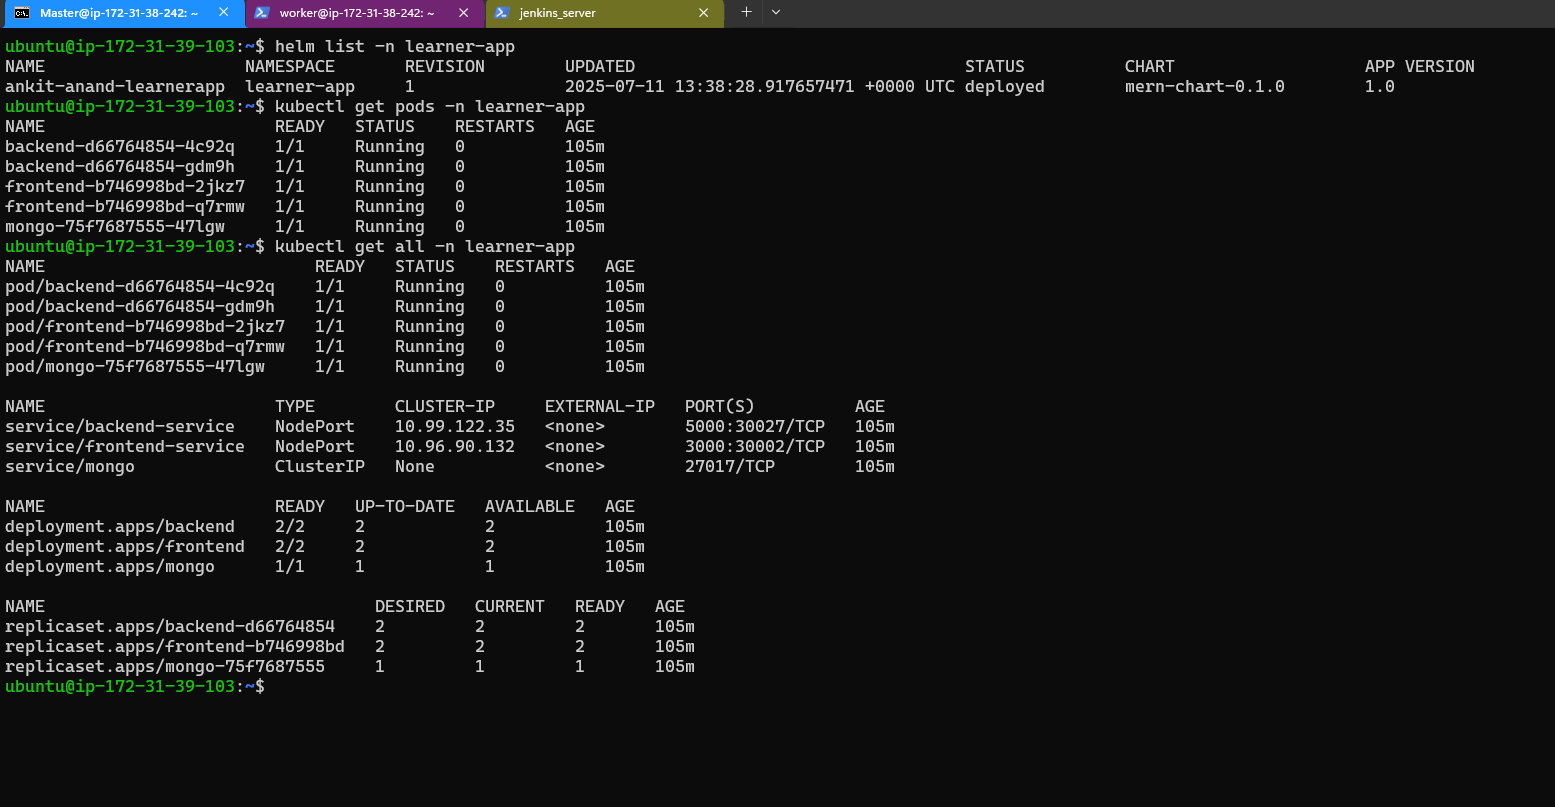 Master@ip-172-31-38-242: ~ worker@ip-172-31-38-242: ~ jenkins_server
ubuntu@ip-172-31-39-103:~$ helm list -n learner-app
NAME NAMESPACE REVISION UPDATED STATUS CHART APP VERSION
ankit-anand-learnerapp learner-app 1 2025-07-11 13:38:28.917657471 +0000 UTC deployed mern-chart-0.1.0 1.0
ubuntu@ip-172-31-39-103:~$ kubectl get pods -n learner-app
NAME READY STATUS RESTARTS AGE
backend-d66764854-4c92q 1/1 Running 0 105m
backend-d66764854-gdm9h 1/1 Running 0 105m
frontend-b746998bd-2jkz7 1/1 Running 0 105m
frontend-b746998bd-q7rmw 1/1 Running 0 105m
mongo-75f7687555-47lgw 1/1 Running 0 105m
ubuntu@ip-172-31-39-103:~$ kubectl get all -n learner-app
NAME READY STATUS RESTARTS AGE
pod/backend-d66764854-4c92q 1/1 Running 0 105m
pod/backend-d66764854-gdm9h 1/1 Running 0 105m
pod/frontend-b746998bd-2jkz7 1/1 Running 0 105m
pod/frontend-b746998bd-q7rmw 1/1 Running 0 105m
pod/mongo-75f7687555-47lgw 1/1 Running 0 105m
NAME TYPE CLUSTER-IP EXTERNAL-IP PORT(S) AGE
service/backend-service NodePort 10.99.122.35 <none> 5000:30027/TCP 105m
service/frontend-service NodePort 10.96.90.132 <none> 3000:30002/TCP 105m
service/mongo ClusterIP None <none> 27017/TCP 105m
NAME READY UP-TO-DATE AVAILABLE AGE
deployment.apps/backend 2/2 2 2 105m
deployment.apps/frontend 2/2 2 2 105m
deployment.apps/mongo 1/1 1 1 105m
NAME DESIRED CURRENT READY AGE
replicaset.apps/backend-d66764854 2 2 2 105m
replicaset.apps/frontend-b746998bd 2 2 2 105m
replicaset.apps/mongo-75f7687555 1 1 1 105m
ubuntu@ip-172-31-39-103:~$